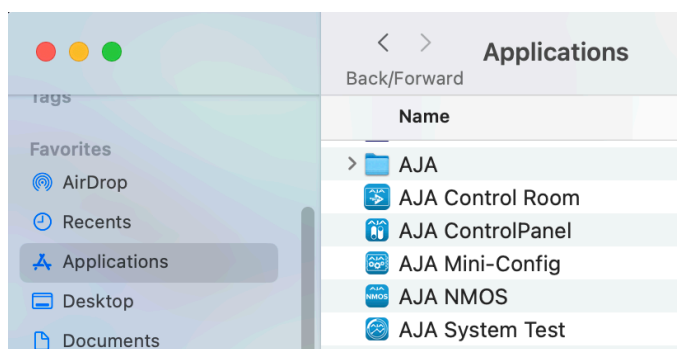 Applications
Back/Forward
Tags
Name
Favorites
AirDrop
Recents
Applications
Desktop
Documents
AJA
AJA Control Room
AJA ControlPanel
AJA Mini-Config
NMOS
AJA NMOS
AJA System Test